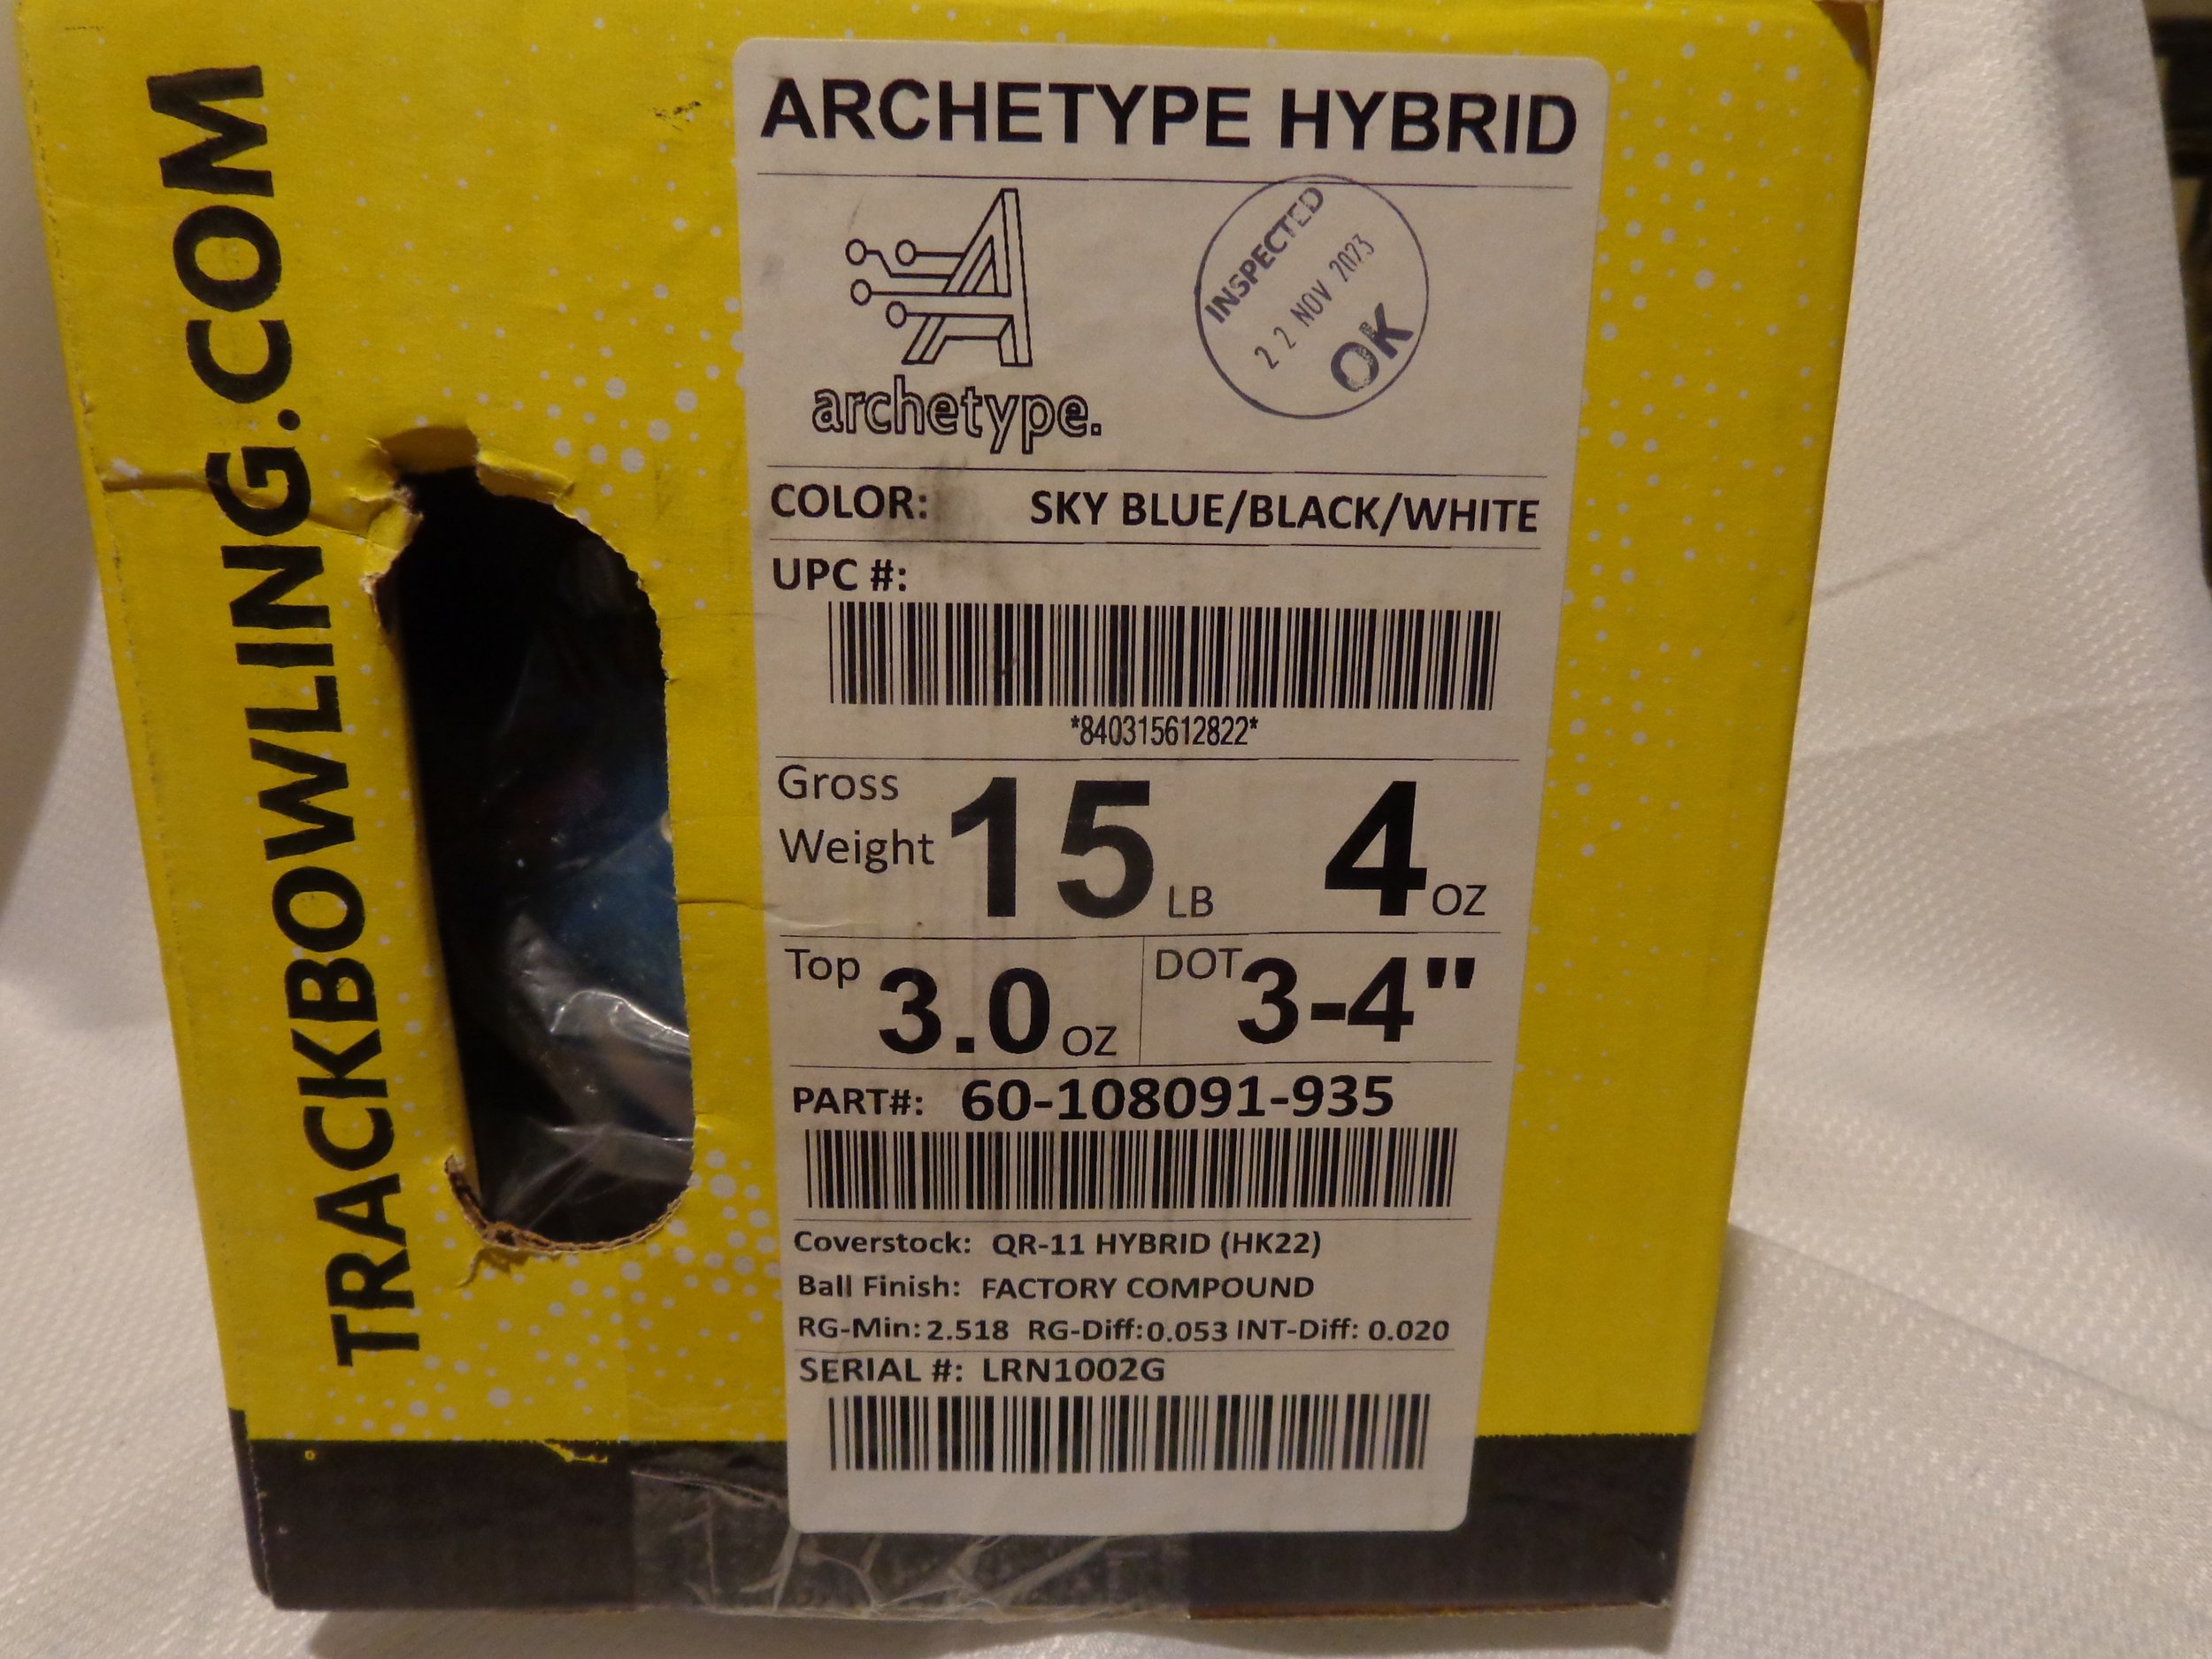 TRACKBOWLING.COM
ARCHETYPE HYBRID
archetype.
INSPECTED
22 NOV 2023
OK
COLOR: SKY BLUE/BLACK/WHITE
UPC #:
*840315612822*
Gross Weight 15 LB 4 OZ
Top 3.0 OZ DOT 3-4"
PART#: 60-108091-935
Coverstock: QR-11 HYBRID (HK22)
Ball Finish: FACTORY COMPOUND
RG-Min: 2.518 RG-Diff: 0.053 INT-Diff: 0.020
SERIAL #: LRN1002G